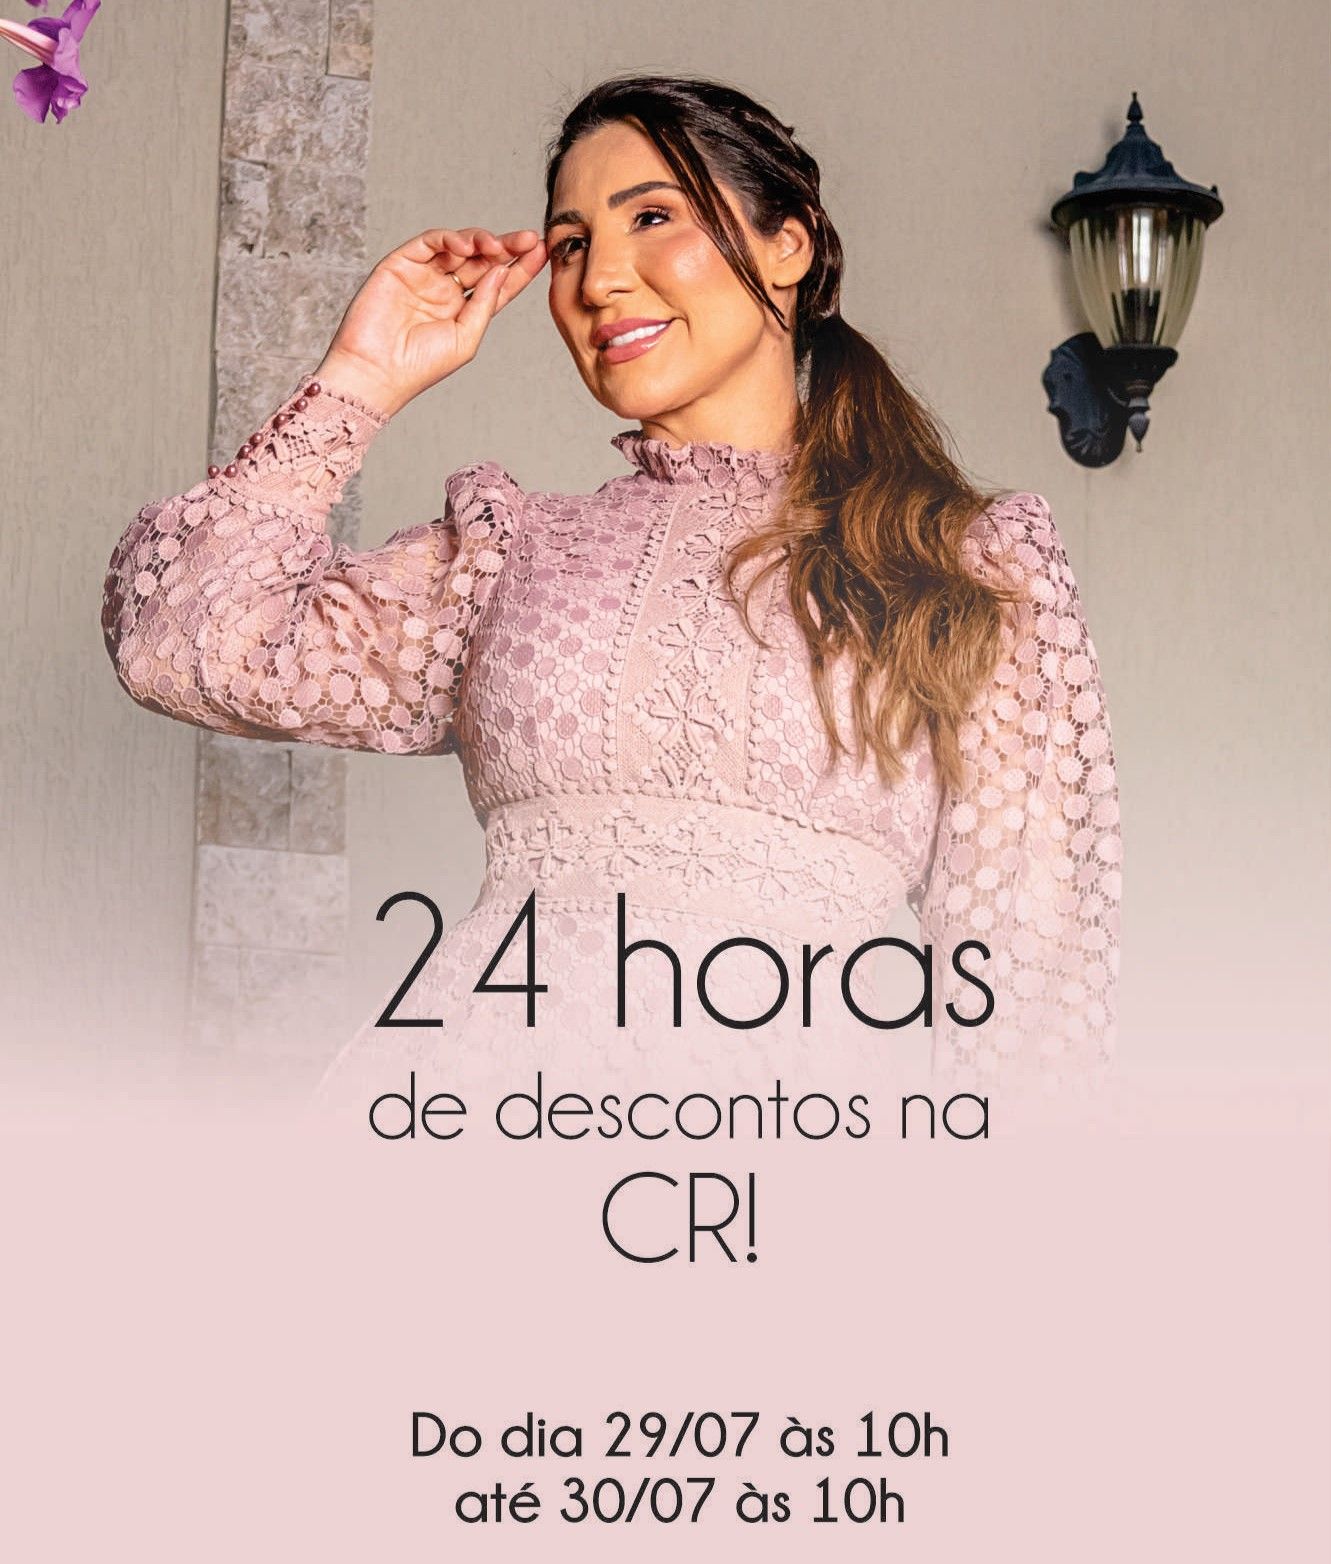 24 horas
de descontos na
CR!
Do dia 29/07 às 10h
até 30/07 às 10h